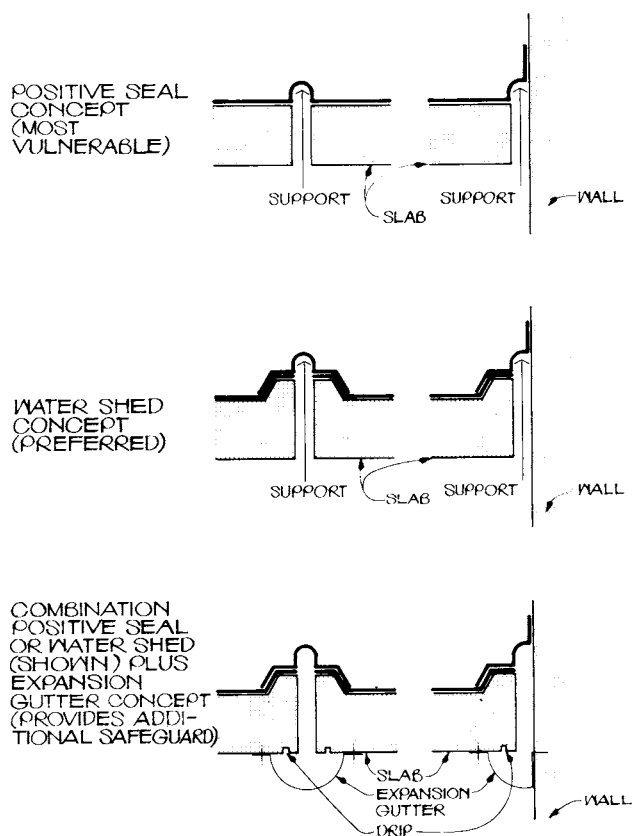 POSITIVE SEAL
CONCEPT
(MOST
VULNERABLE)
SUPPORT
SLAB
SUPPORT
WALL
WATER SHED
CONCEPT
(PREFERRED)
SUPPORT
SLAB
SUPPORT
WALL
COMBINATION
POSITIVE SEAL
OR WATER SHED
(SHOWN) PLUS
EXPANSION
GUTTER CONCEPT
(PROVIDES ADDI-
TIONAL SAFEGUARD)
SLAB
EXPANSION
GUTTER
DRIP
WALL